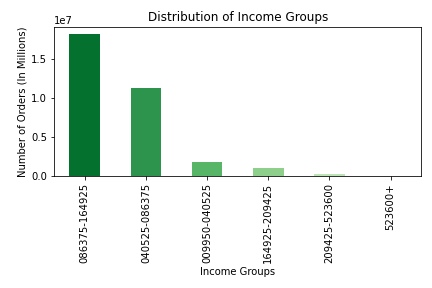 Distribution of Income Groups
1e7
Number of Orders (In Millions)
1.5
1.0
0.5
0.0
086375-164925
040525-086375
009950-040525
164925-209425
209425-523600
523600+
Income Groups